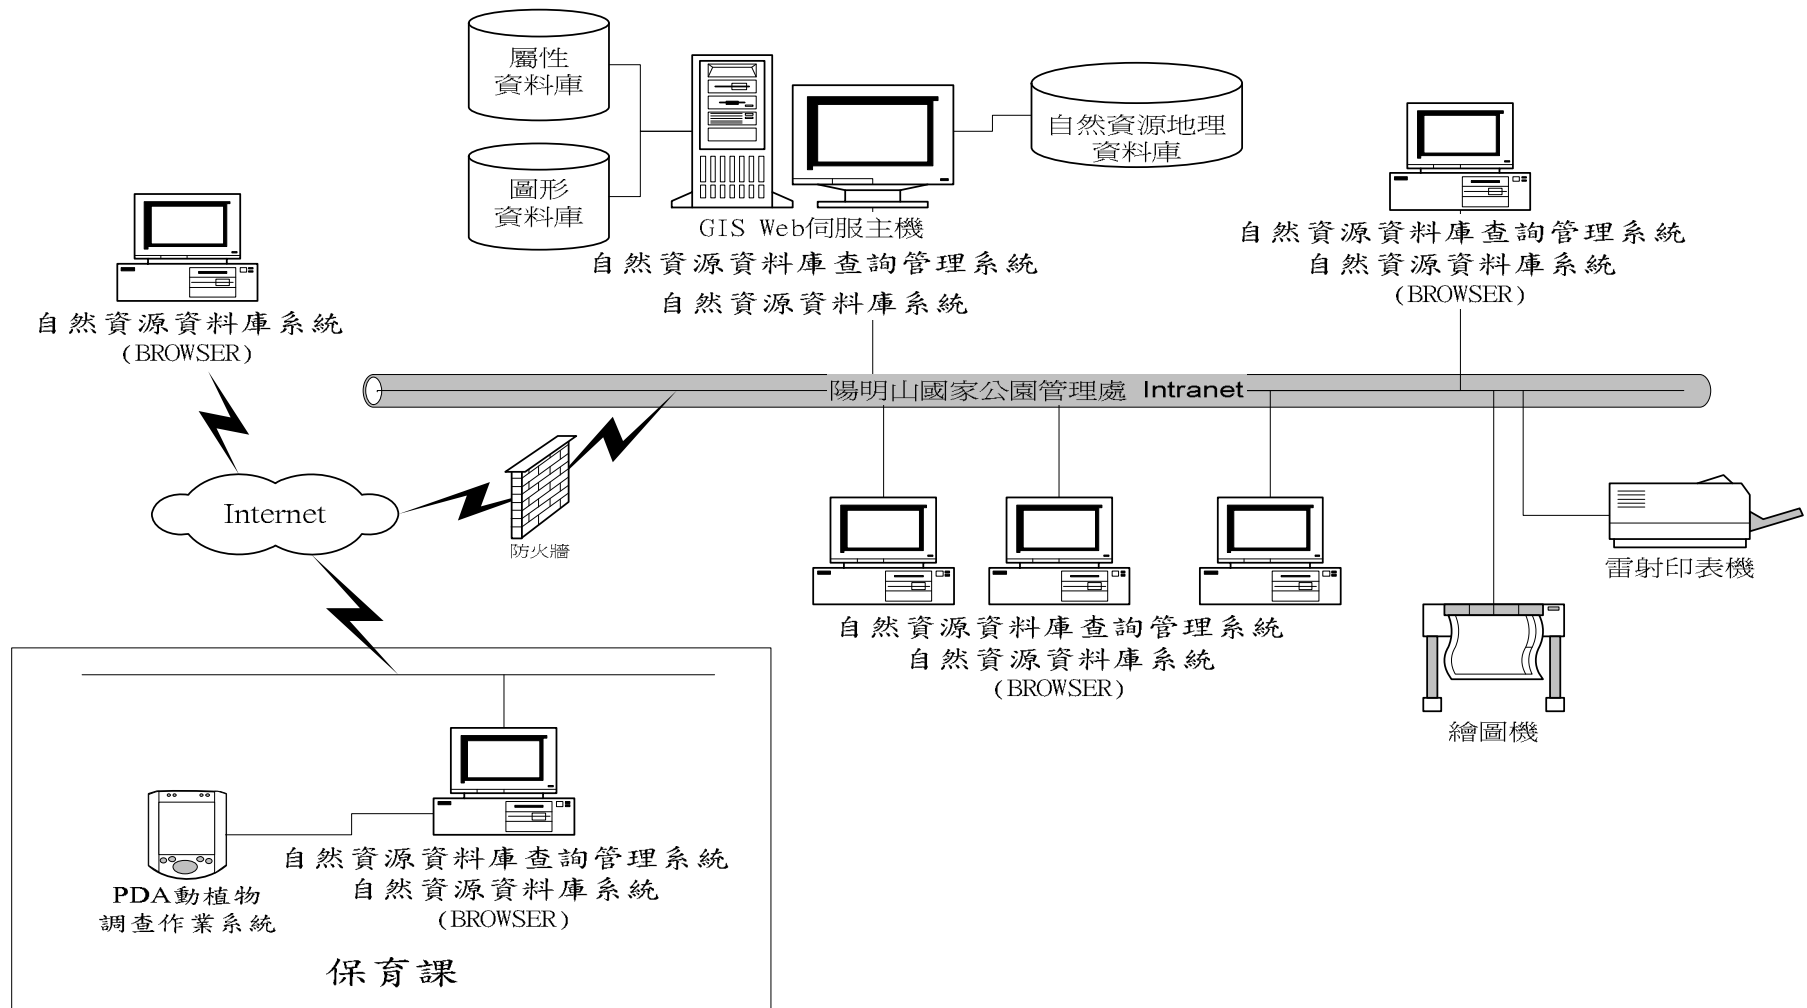 屬性
資料庫
圖形
資料庫
GIS Web伺服主機
自然資源資料庫查詢管理系統
自然資源資料庫系統
自然資源地理
資料庫
自然資源資料庫查詢管理系統
自然資源資料庫系統
(BROWSER)
自然資源資料庫系統
(BROWSER)
陽明山國家公園管理處 Intranet
Internet
防火牆
自然資源資料庫查詢管理系統
自然資源資料庫系統
(BROWSER)
雷射印表機
繪圖機
PDA動植物
調查作業系統
自然資源資料庫查詢管理系統
自然資源資料庫系統
(BROWSER)
保育課